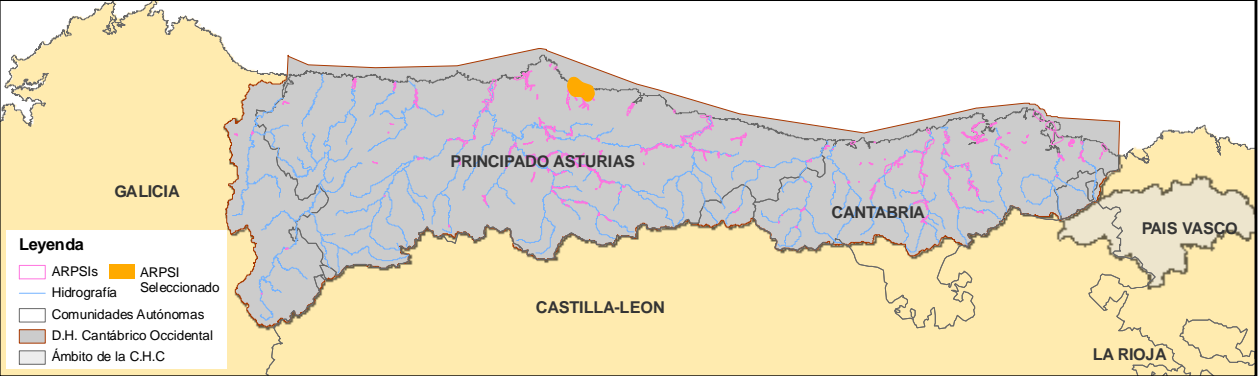 PRINCIPADO ASTURIAS
GALICIA
CANTABRIA
PAIS VASCO
Leyenda
ARPSIs
ARPSI
Seleccionado
Hidrografía
Comunidades Autónomas
D.H. Cantábrico Occidental
Ámbito de la C.H.C
CASTILLA-LEON
LA RIOJA